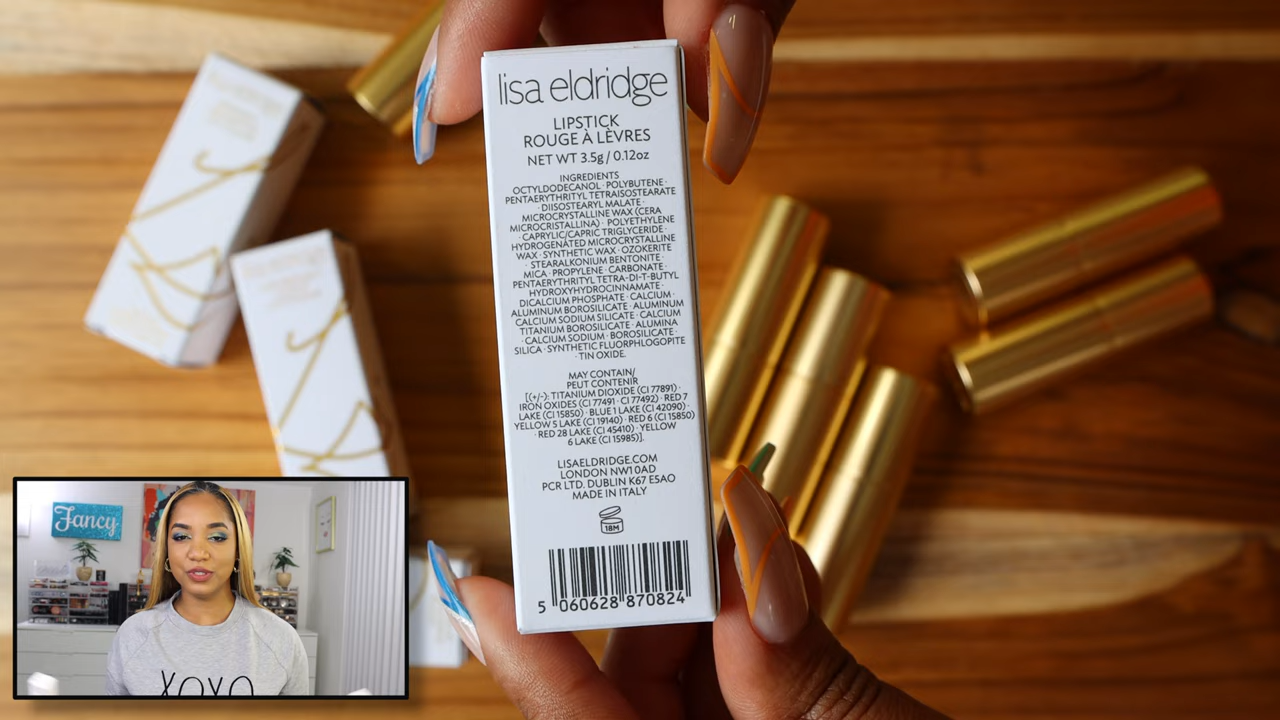 lisa eldridge
LIPSTICK
ROUGE À LÈVRES
NET WT 3.5g / 0.12oz
INGREDIENTS
OCTYLDODECANOL · POLYBUTENE ·
PENTAERYTHRITYL TETRAISOSTEARATE
· DIISOSTEARYL MALATE ·
MICROCRYSTALLINE WAX (CERA
MICROCRISTALLINA) · POLYETHYLENE
· CAPRYLIC/CAPRIC TRIGLYCERIDE ·
HYDROGENATED MICROCRYSTALLINE
WAX · SYNTHETIC WAX · OZOKERITE
· STEARALKONIUM BENTONITE ·
MICA · PROPYLENE · CARBONATE ·
PENTAERYTHRITYL TETRA-DI-T-BUTYL
HYDROXYHYDROCINNAMATE ·
DICALCIUM PHOSPHATE · CALCIUM ·
ALUMINUM BOROSILICATE · ALUMINUM
CALCIUM SODIUM SILICATE · CALCIUM
TITANIUM BOROSILICATE · ALUMINA
· CALCIUM SODIUM · BOROSILICATE ·
SILICA · SYNTHETIC FLUORPHLOGOPITE
· TIN OXIDE.
MAY CONTAIN/
PEUT CONTENIR
[(+/-): TITANIUM DIOXIDE (CI 77891) ·
IRON OXIDES (CI 77491 · CI 77492) · RED 7
LAKE (CI 15850) · BLUE 1 LAKE (CI 42090) ·
YELLOW 5 LAKE (CI 19140) · RED 6 (CI 15850)
· RED 28 LAKE (CI 45410) · YELLOW
6 LAKE (CI 15985)].
LISAELDRIDGE.COM
LONDON NW1 0AD
PCR LTD. DUBLIN K67 E5A0
MADE IN ITALY
18M
5 060628 870824
Fancy
XOXO